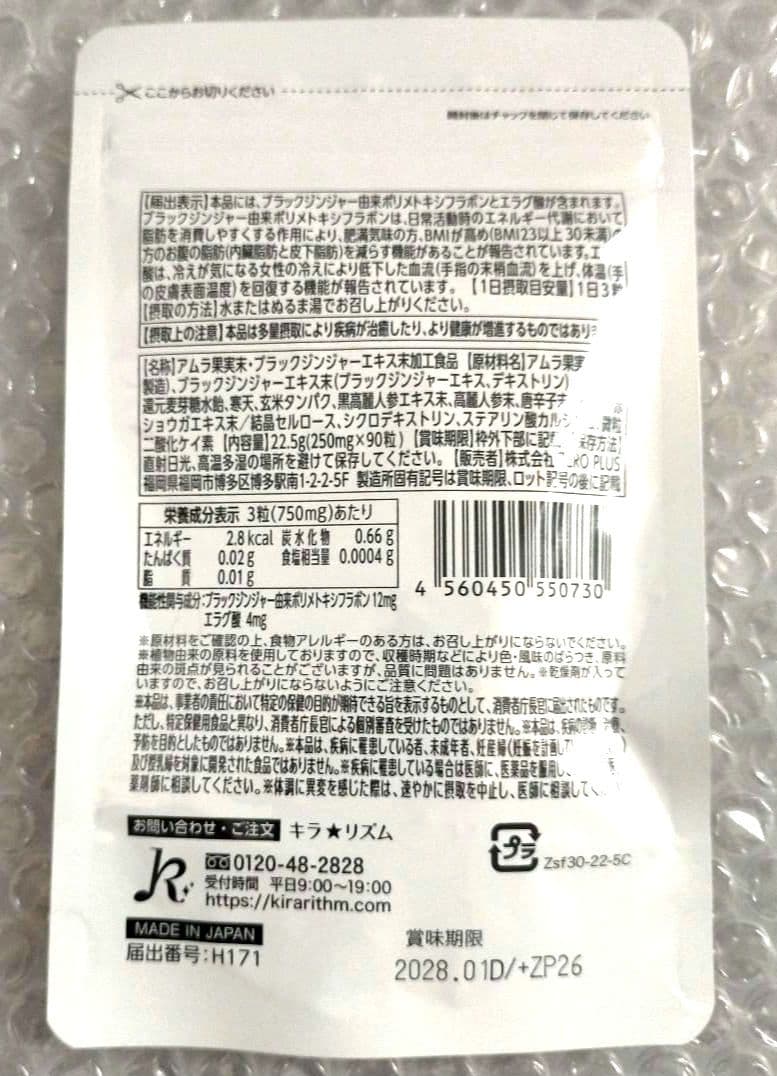 ここからお切りください
開封後はチャックを閉じて保存してください
【届出表示】本品には、ブラックジンジャー由来ポリメトキシフラボンとエラグ酸が含まれます。
ブラックジンジャー由来ポリメトキシフラボンは、日常活動時のエネルギー代謝において
脂肪を消費しやすくする作用により、肥満気味の方、BMIが高め(BMI23以上30未満)の
方のお腹の脂肪(内臓脂肪と皮下脂肪)を減らす機能があることが報告されています。エ
酸は、冷えが気になる女性の冷えにより低下した血流(手指の末梢血流)を上げ、体温(手
の皮膚表面温度)を回復する機能が報告されています。【1日摂取目安量】1日3粒
【摂取の方法】水またはぬるま湯でお召し上がりください。
【摂取上の注意】本品は多量摂取により疾病が治癒したり、より健康が増進するものではあり
【名称】アムラ果実末・ブラックジンジャーエキス末加工食品 【原材料名】アムラ果実
製造)、ブラックジンジャーエキス末(ブラックジンジャーエキス、デキストリン)
還元麦芽糖水飴、寒天、玄米タンパク、黒高麗人参エキス末、高麗人参末、唐辛子末
ショウガエキス末/結晶セルロース、シクロデキストリン、ステアリン酸カルシ 微粒
二酸化ケイ素 【内容量】22.5g(250mg×90粒) 【賞味期限】枠外下部に記 保存方法】
直射日光、高温多湿の場所を避けて保存してください。【販売者】株式会社 ERO PLUS
福岡県福岡市博多区博多駅南1-2-2-5F 製造所固有記号は賞味期限、ロット記号の後に記載
栄養成分表示 3粒(750mg)あたり
エネルギー 2.8kcal 炭水化物 0.66g
たんぱく質 0.02g 食塩相当量 0.0004g
脂質 0.01g
4 560450 550730
機能性関与成分:ブラックジンジャー由来ポリメトキシフラボン 12mg
エラグ酸 4mg
※原材料をご確認の上、食物アレルギーのある方は、お召し上がりにならないでください。
※植物由来の原料を使用しておりますので、収穫時期などにより色・風味のばらつき、原料
由来の斑点が見られることがございますが、品質に問題はありません。※乾燥剤が入って
いますので、お召し上がりにならないようにご注意ください。
※本品は、事業者の責任において特定の保健の目的が期待できる旨を表示するものとして、消費者庁長官に届出されたものです。
ただし、特定保健用食品と異なり、消費者庁長官による個別審査を受けたものではありません。※本品は、疾病の診断、治療、
予防を目的としたものではありません。※本品は、疾病に罹患している者、未成年者、妊産婦(妊娠を計画して
及び授乳婦を対象に開発された食品ではありません。※疾病に罹患している場合は医師に、医薬品を服用し 医
薬剤師に相談してください。※体調に異変を感じた際は、速やかに摂取を中止し、医師に相談して
お問い合わせ・ご注文 キラ★リズム
k
0120-48-2828
受付時間 平日9:00～19:00
https://kirarithm.com
プラ
Zsf30-22-5C
MADE IN JAPAN
届出番号:H171
賞味期限
2028.01D/+ZP26